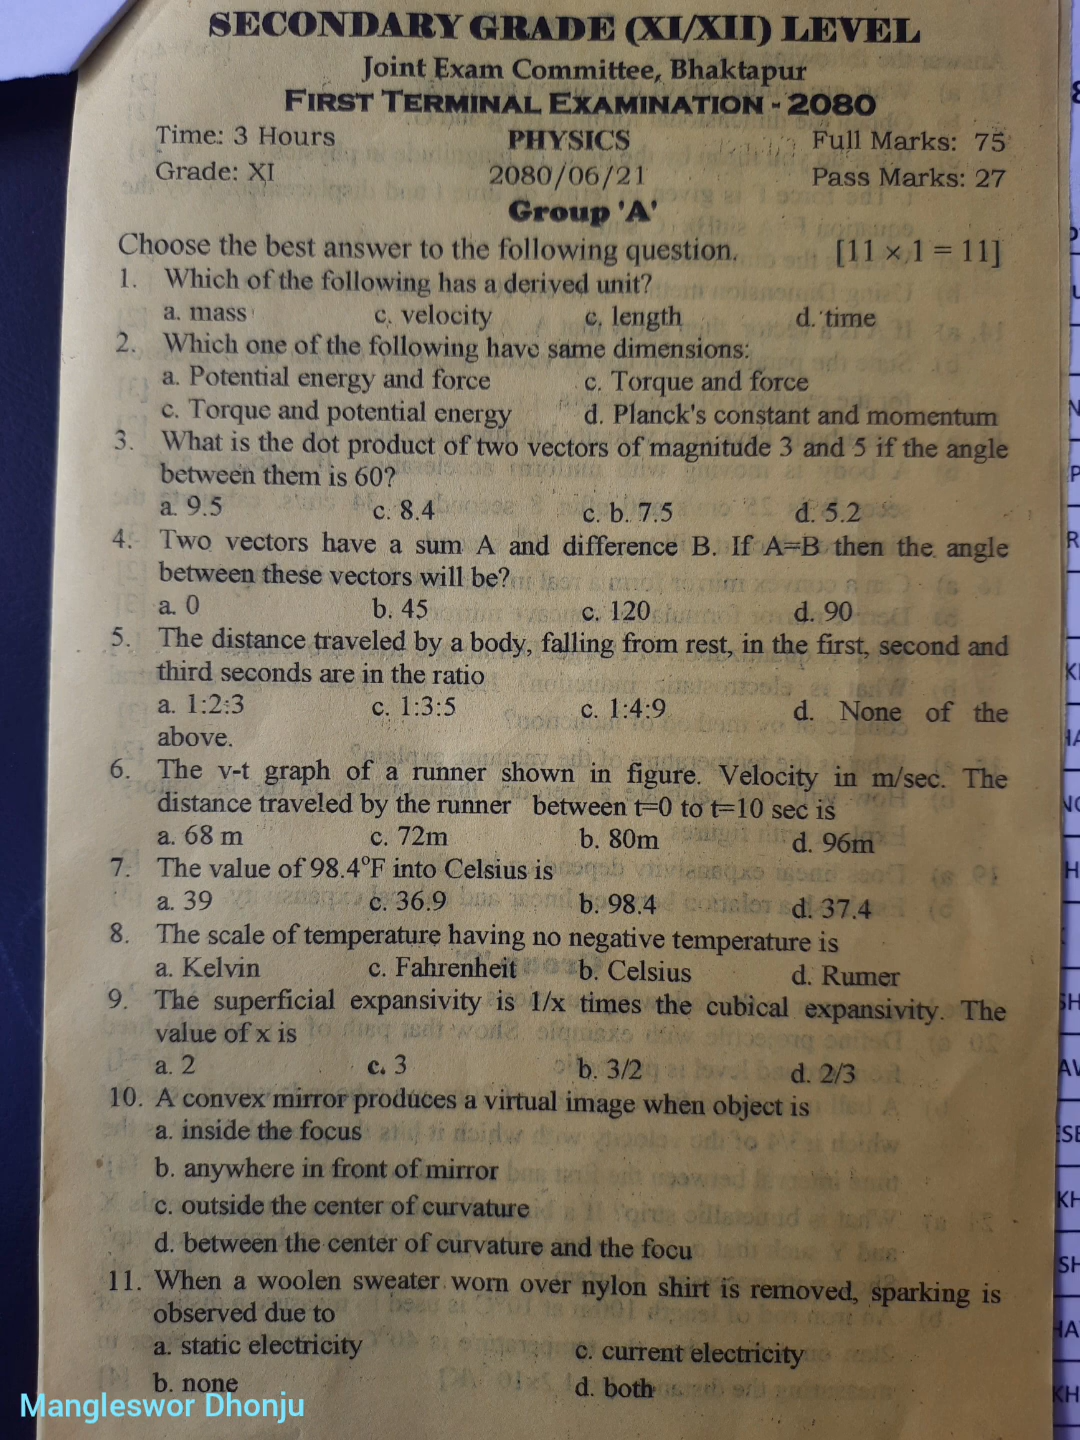 SECONDARY GRADE (XI/XII) LEVEL
Joint Exam Committee, Bhaktapur
FIRST TERMINAL EXAMINATION - 2080
Time: 3 Hours PHYSICS Full Marks: 75
Grade: XI 2080/06/21 Pass Marks: 27
Group 'A'
Choose the best answer to the following question. [11 × 1 = 11]
1. Which of the following has a derived unit?
a. mass c. velocity c. length d. time
2. Which one of the following have same dimensions:
a. Potential energy and force c. Torque and force
c. Torque and potential energy d. Planck's constant and momentum
3. What is the dot product of two vectors of magnitude 3 and 5 if the angle
between them is 60?
a. 9.5 c. 8.4 c. b. 7.5 d. 5.2
4. Two vectors have a sum A and difference B. If A=B then the angle
between these vectors will be?
a. 0 b. 45 c. 120 d. 90
5. The distance traveled by a body, falling from rest, in the first, second and
third seconds are in the ratio
a. 1:2:3 c. 1:3:5 c. 1:4:9 d. None of the
above.
6. The v-t graph of a runner shown in figure. Velocity in m/sec. The
distance traveled by the runner between t=0 to t=10 sec is
a. 68 m c. 72m b. 80m d. 96m
7. The value of 98.4°F into Celsius is
a. 39 c. 36.9 b. 98.4 d. 37.4
8. The scale of temperature having no negative temperature is
a. Kelvin c. Fahrenheit b. Celsius d. Rumer
9. The superficial expansivity is 1/x times the cubical expansivity. The
value of x is
a. 2 c. 3 b. 3/2 d. 2/3
10. A convex mirror produces a virtual image when object is
a. inside the focus
b. anywhere in front of mirror
c. outside the center of curvature
d. between the center of curvature and the focu
11. When a woolen sweater worn over nylon shirt is removed, sparking is
observed due to
a. static electricity c. current electricity
b. none d. both
Mangleswor Dhonju